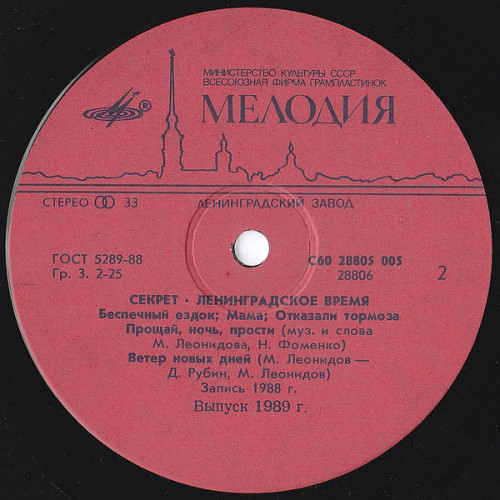 МИНИСТЕРСТВО КУЛЬТУРЫ СССР
ВСЕСОЮЗНАЯ ФИРМА ГРАМПЛАСТИНОК
®
МЕЛОДИЯ
СТЕРЕО 33
ЛЕНИНГРАДСКИЙ ЗАВОД
ГОСТ 5289-88
С60 28805 005
Гр. 3. 2-25
28806
2
СЕКРЕТ · ЛЕНИНГРАДСКОЕ ВРЕМЯ
Беспечный ездок; Мама; Отказали тормоза
Прощай, ночь, прости (муз. и слова
М. Леонидова, Н. Фоменко)
Ветер новых дней (М. Леонидов —
Д. Рубин, М. Леонидов)
Запись 1988 г.
Выпуск 1989 г.